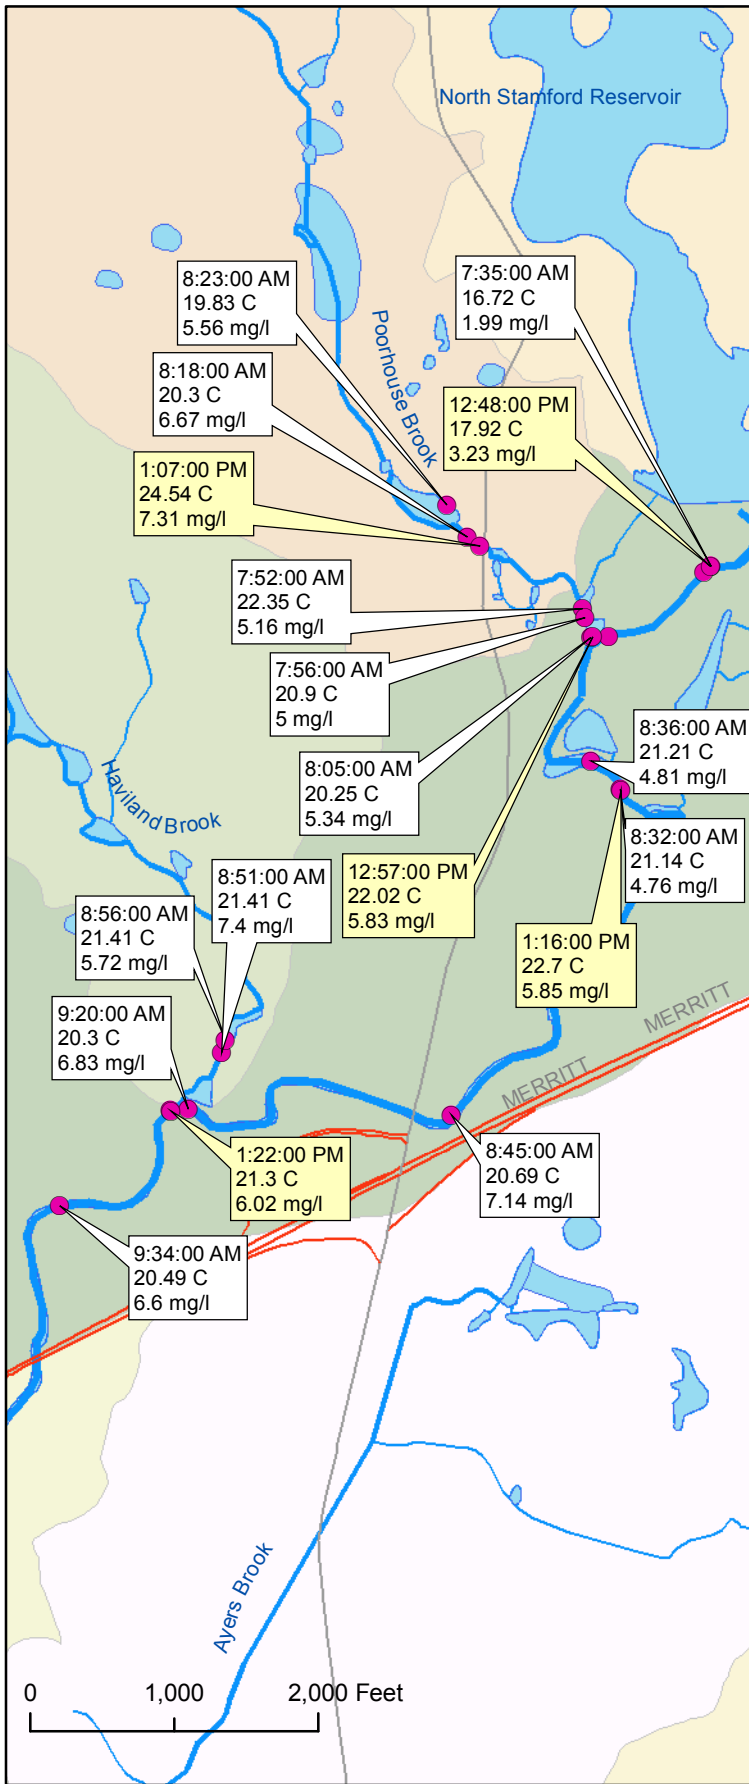 North Stamford Reservoir
8:23:00 AM
19.83 C
5.56 mg/l
7:35:00 AM
16.72 C
1.99 mg/l
Poorhouse Brook
8:18:00 AM
20.3 C
6.67 mg/l
12:48:00 PM
17.92 C
3.23 mg/l
1:07:00 PM
24.54 C
7.31 mg/l
7:52:00 AM
22.35 C
5.16 mg/l
7:56:00 AM
20.9 C
5 mg/l
8:36:00 AM
21.21 C
4.81 mg/l
8:05:00 AM
20.25 C
5.34 mg/l
Haviland Brook
8:32:00 AM
21.14 C
4.76 mg/l
12:57:00 PM
22.02 C
5.83 mg/l
8:51:00 AM
21.41 C
7.4 mg/l
8:56:00 AM
21.41 C
5.72 mg/l
1:16:00 PM
22.7 C
5.85 mg/l
9:20:00 AM
20.3 C
6.83 mg/l
MERRITT
MERRITT
1:22:00 PM
21.3 C
6.02 mg/l
8:45:00 AM
20.69 C
7.14 mg/l
9:34:00 AM
20.49 C
6.6 mg/l
Ayers Brook
0 1,000 2,000 Feet